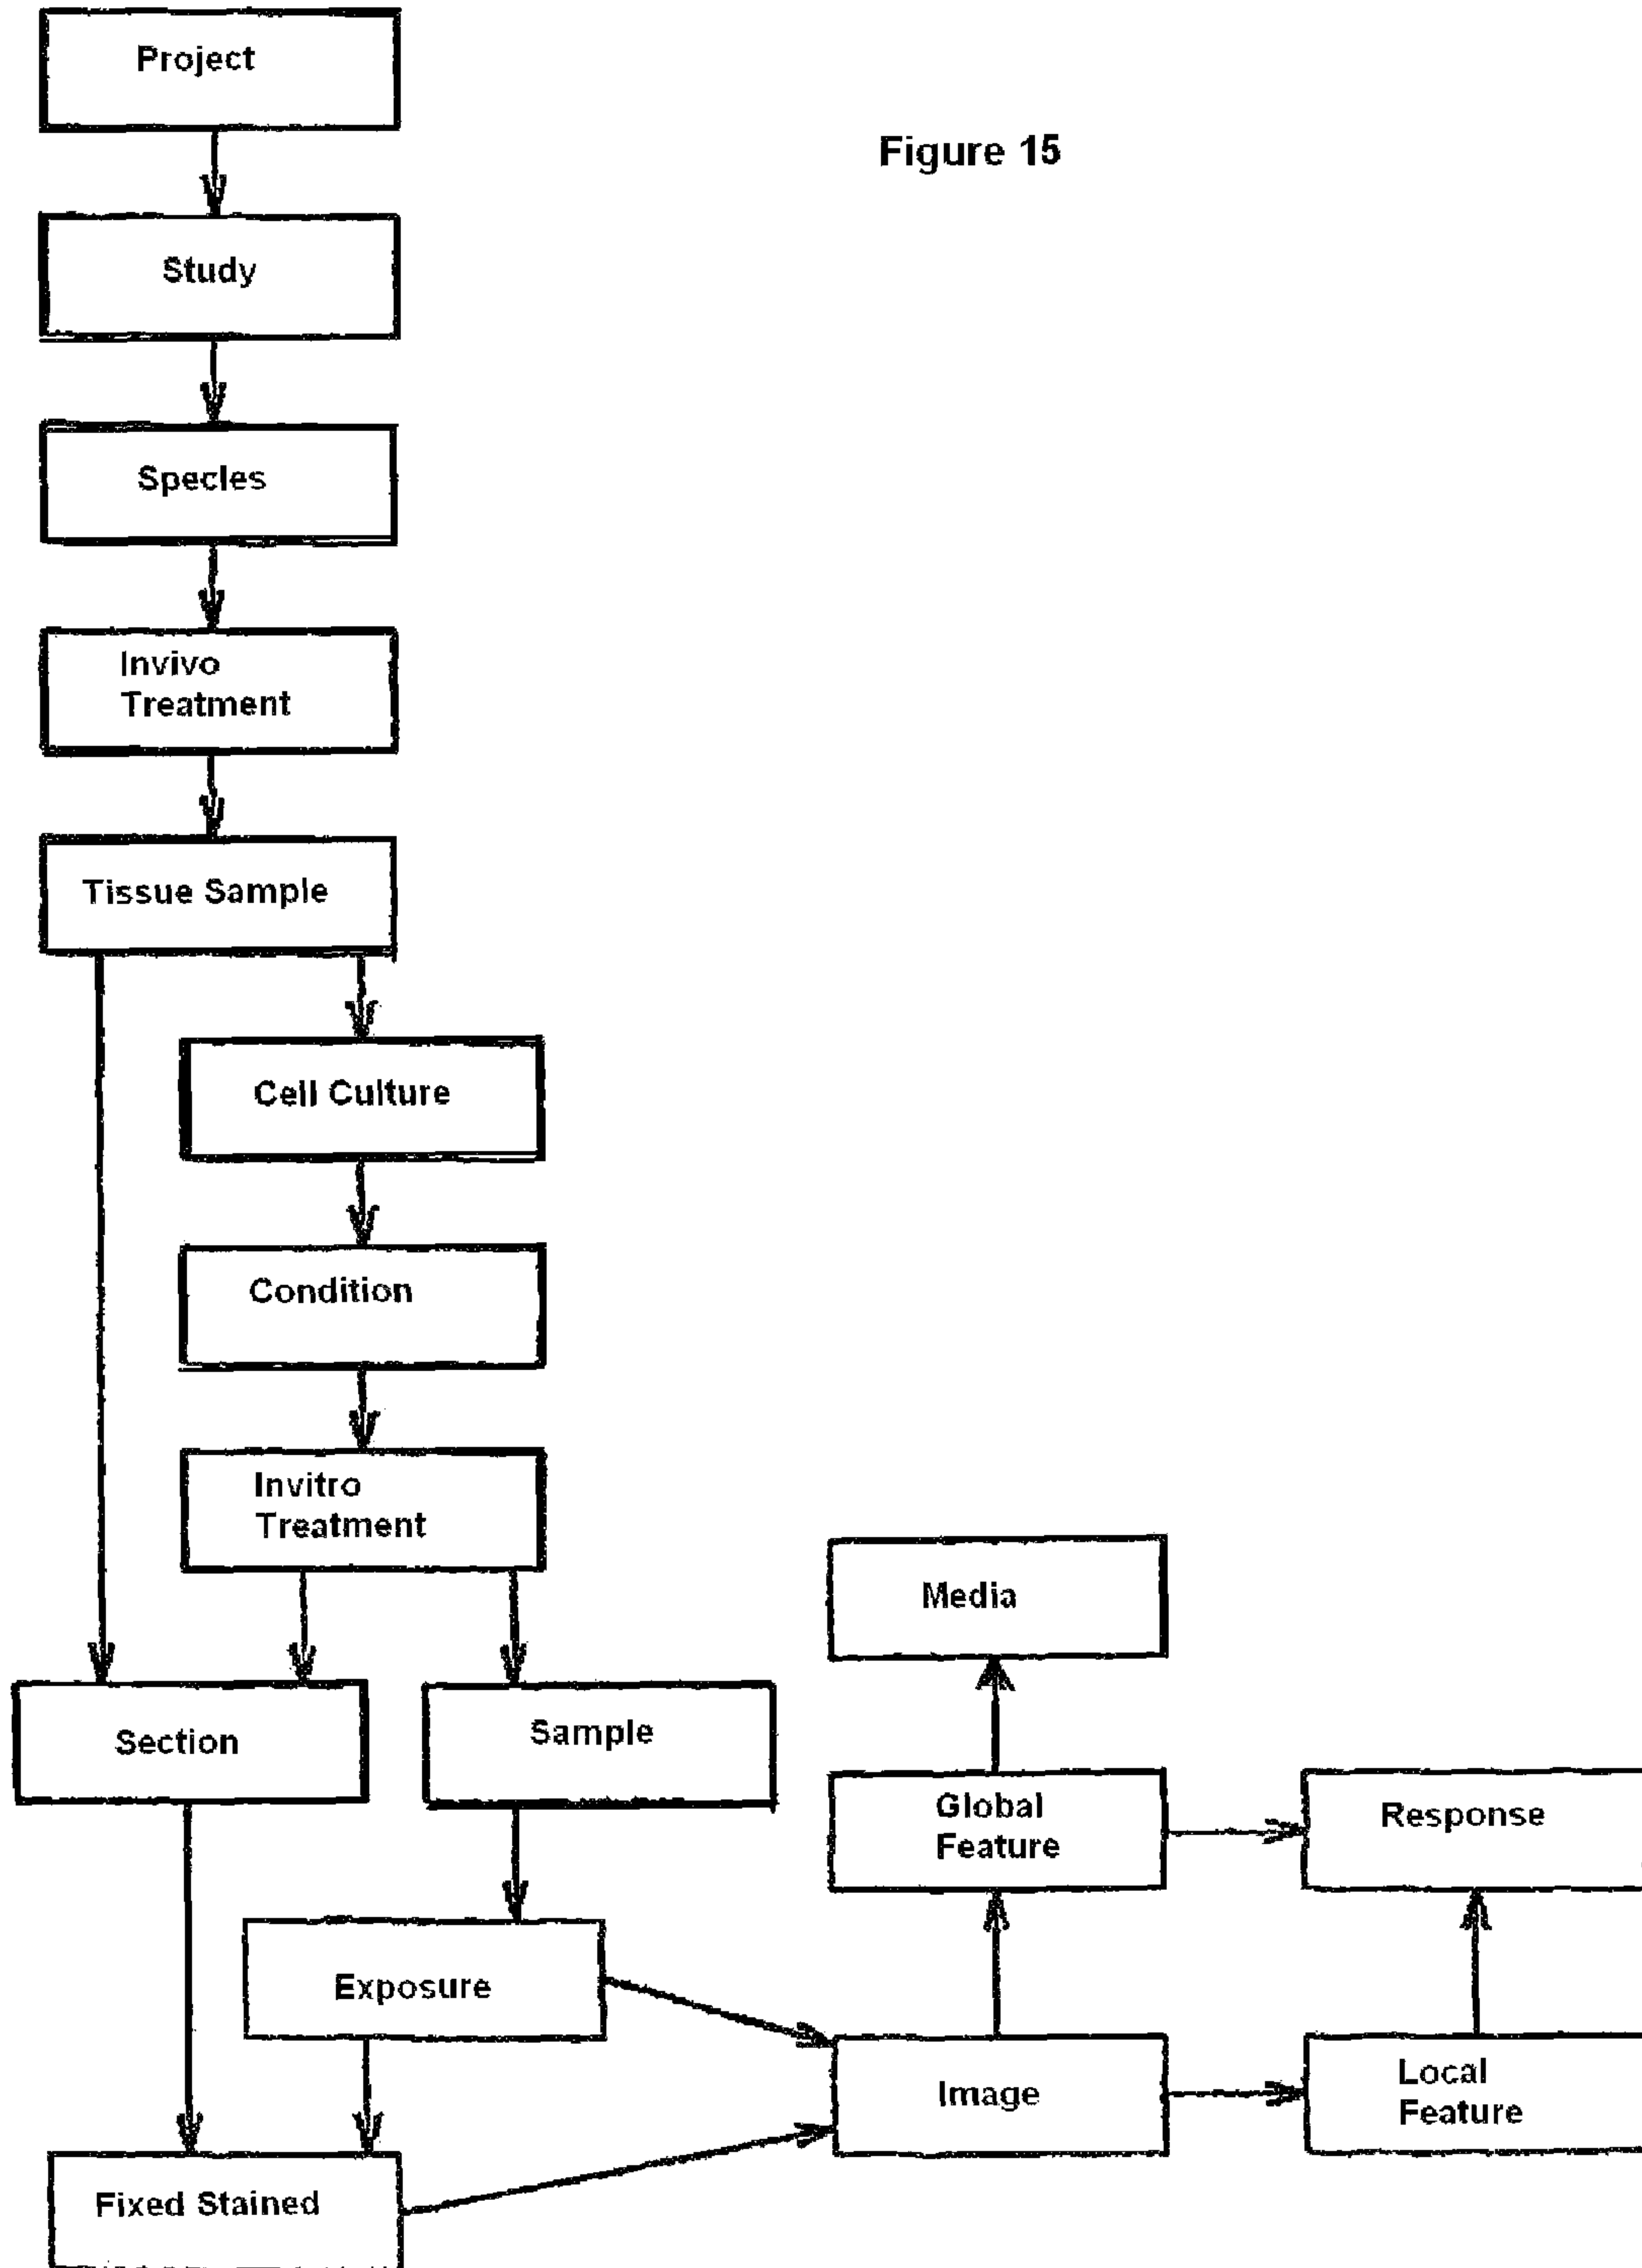 Project
Figure 15
Study
Species
Invivo
Treatment
Tissue Sample
Cell Culture
Condition
Invitro
Treatment
Media
Section
Sample
Global
Feature
Response
Exposure
Image
Local
Feature
Fixed Stained